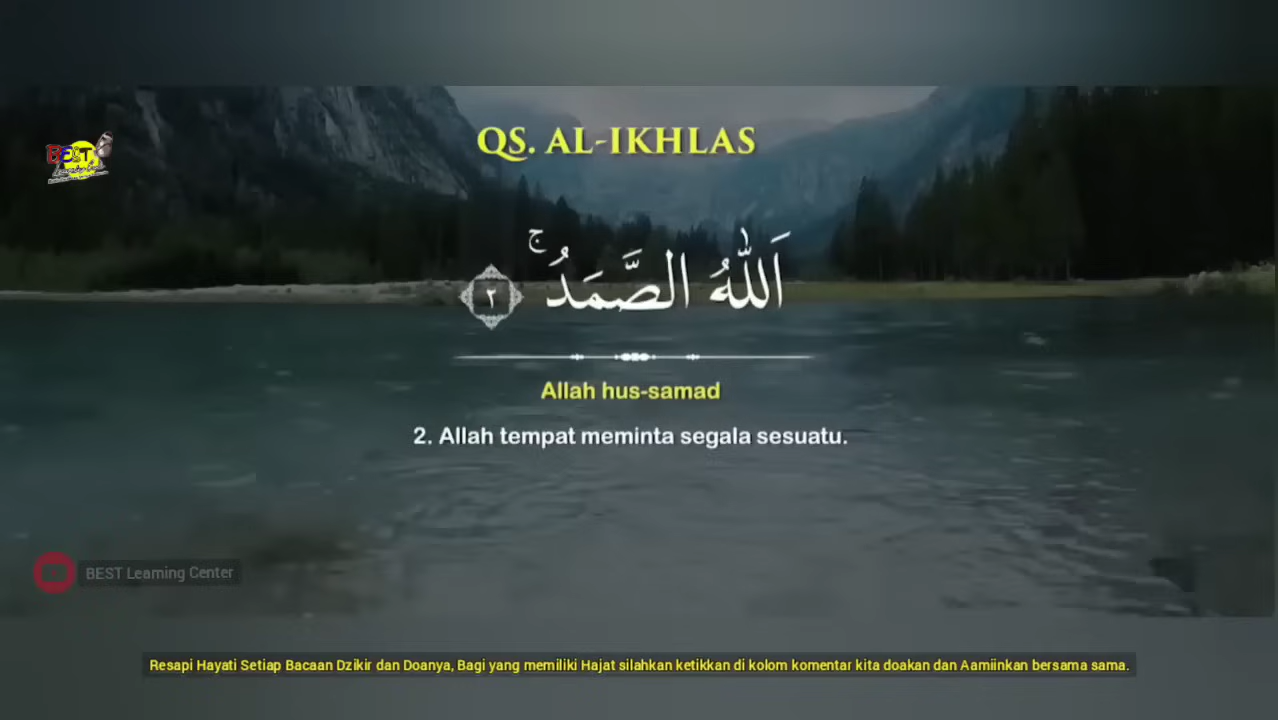 QS. AL-IKHLAS
BEST
اَللّٰهُ الصَّمَدُۚ ٢
Allah hus-samad
2. Allah tempat meminta segala sesuatu.
BEST Learning Center
Resapi Hayati Setiap Bacaan Dzikir dan Doanya, Bagi yang memiliki Hajat silahkan ketikkan di kolom komentar kita doakan dan Aamiinkan bersama sama.